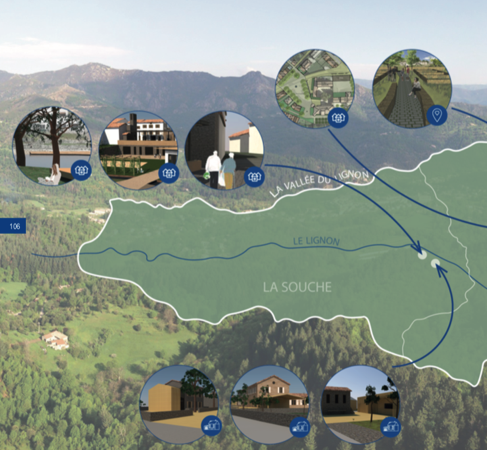 LA VALLÉE DU LIGNON
106
LE LIGNON
LA SOUCHE